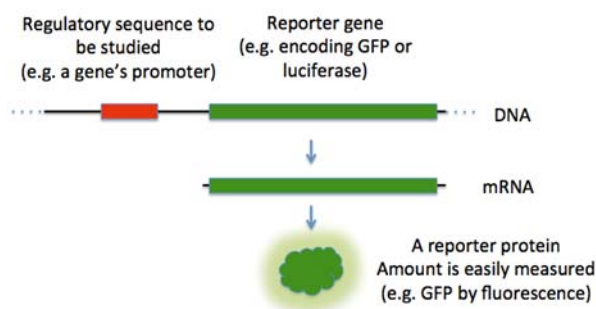 Regulatory sequence to
be studied
(e.g. a gene's promoter)
Reporter gene
(e.g. encoding GFP or
luciferase)
DNA
mRNA
A reporter protein
Amount is easily measured
(e.g. GFP by fluorescence)